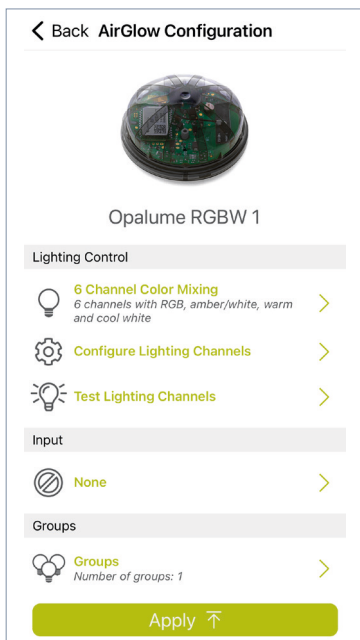 Back AirGlow Configuration
Opalume RGBW 1
Lighting Control
6 Channel Color Mixing
6 channels with RGB, amber/white, warm
and cool white
Configure Lighting Channels
Test Lighting Channels
Input
None
Groups
Groups
Number of groups: 1
Apply